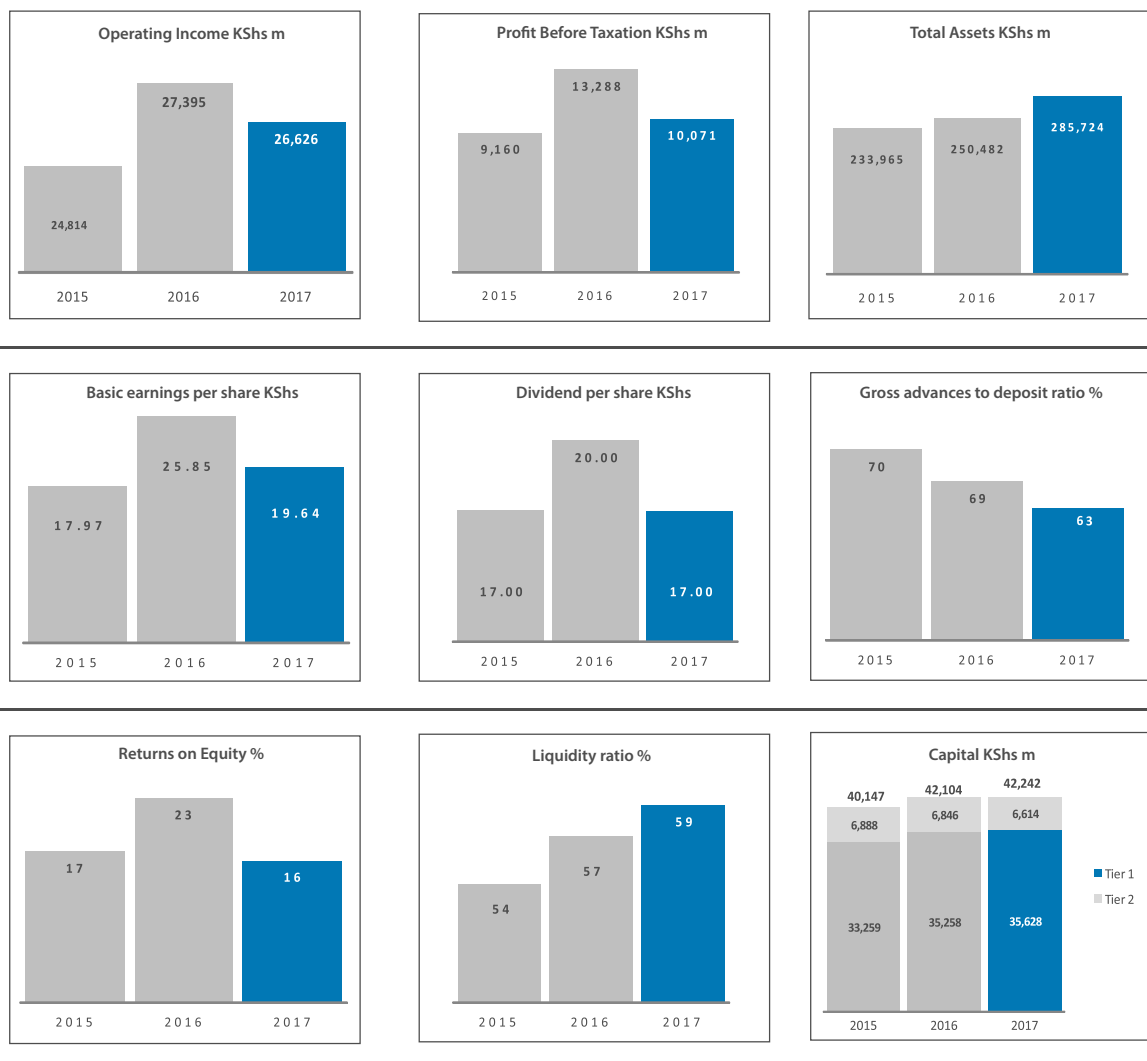 Operating Income KShs m
27,395
26,626
24,814
2015 2016 2017
Profit Before Taxation KShs m
13,288
10,071
9,160
2015 2016 2017
Total Assets KShs m
285,724
250,482
233,965
2015 2016 2017
Basic earnings per share KShs
25.85
19.64
17.97
2015 2016 2017
Dividend per share KShs
20.00
17.00 17.00
2015 2016 2017
Gross advances to deposit ratio %
70
69
63
2015 2016 2017
Returns on Equity %
23
17
16
2015 2016 2017
Liquidity ratio %
59
57
54
2015 2016 2017
Capital KShs m
40,147 42,104 42,242
6,888 6,846 6,614
Tier 1
Tier 2
33,259 35,258 35,628
2015 2016 2017